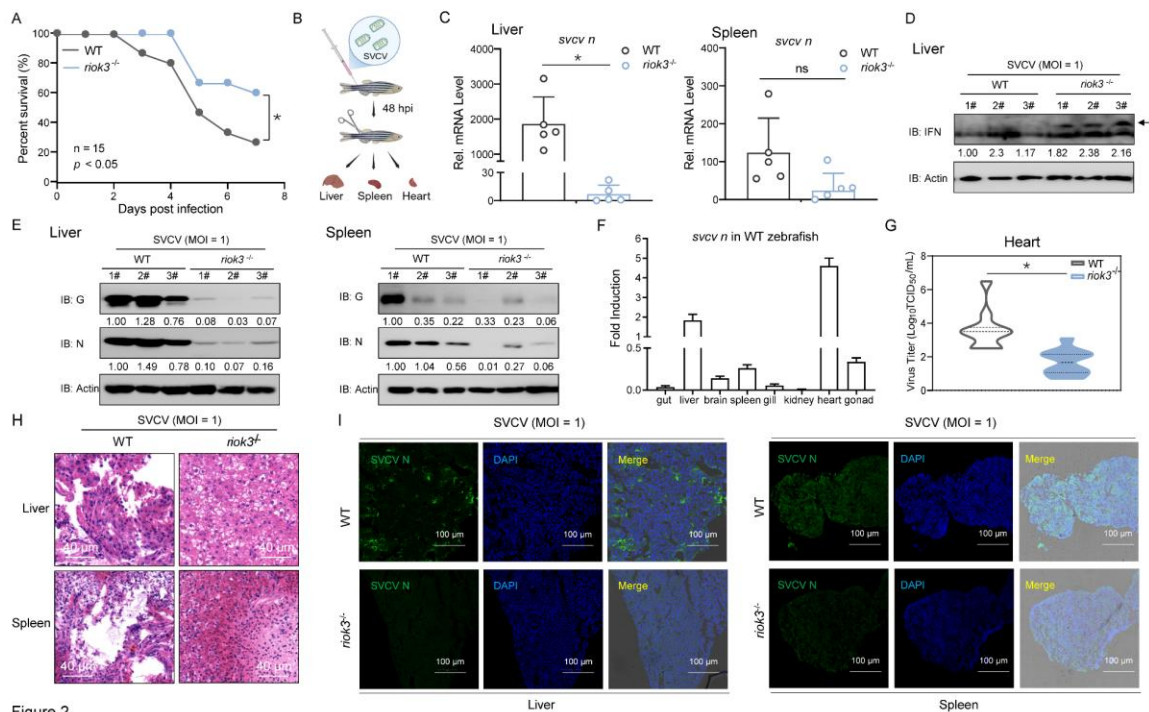 A
Percent survival (%)
100
80
60
40
20
0
WT
riok3-/-
*
n = 15
p < 0.05
0 2 4 6 8
Days post infection
B
SVCV
48 hpi
Liver Spleen Heart
C
Liver
svcv n
WT
riok3-/-
*
Rel. mRNA Level
4000
3000
2000
1000
30
0
Spleen
svcv n
WT
riok3-/-
ns
Rel. mRNA Level
400
300
200
100
0
D
Liver
SVCV (MOI = 1)
WT riok3-/-
1# 2# 3# 1# 2# 3#
IB: IFN
1.00 2.3 1.17 1.82 2.38 2.16
IB: Actin
E
Liver
SVCV (MOI = 1)
WT riok3-/-
1# 2# 3# 1# 2# 3#
IB: G
1.00 1.28 0.76 0.08 0.03 0.07
IB: N
1.00 1.49 0.78 0.10 0.07 0.16
IB: Actin
Spleen
SVCV (MOI = 1)
WT riok3-/-
1# 2# 3# 1# 2# 3#
IB: G
1.00 0.35 0.22 0.33 0.23 0.06
IB: N
1.00 1.04 0.56 0.01 0.27 0.06
IB: Actin
F
svcv n in WT zebrafish
Fold Induction
6
5
4
3
2
1
0.5
0.0
gut liver brain spleen gill kidney heart gonad
G
Heart
WT
riok3-/-
*
Virus Titer (Log10TCID50/mL)
8
6
4
2
0
H
SVCV (MOI = 1)
WT riok3-/-
Liver
40 μm 40 μm
Spleen
40 μm 40 μm
I
SVCV (MOI = 1)
WT
SVCV N DAPI Merge
100 μm 100 μm 100 μm
riok3-/-
SVCV N DAPI Merge
100 μm 100 μm 100 μm
Liver
SVCV (MOI = 1)
WT
SVCV N DAPI Merge
100 μm 100 μm 100 μm
riok3-/-
SVCV N DAPI Merge
100 μm 100 μm 100 μm
Spleen
Figure 2